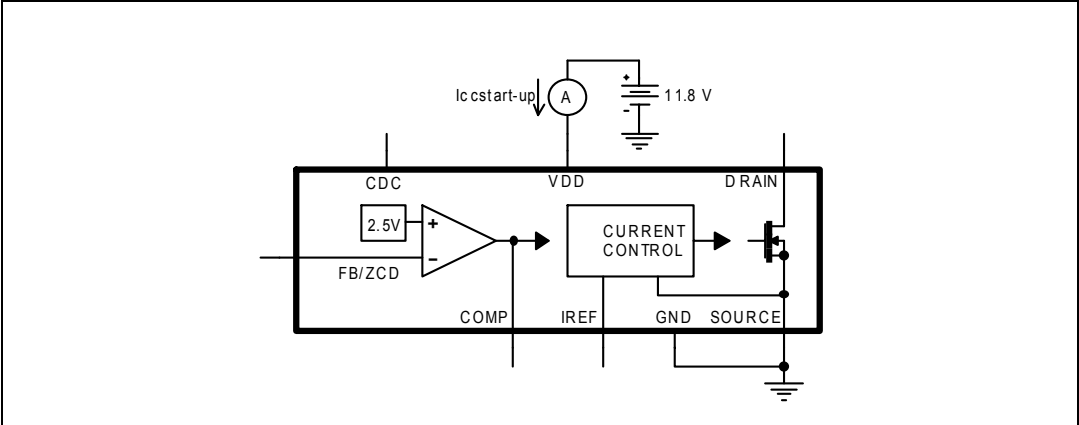 Iccstart-up
A
+
-
11.8 V
CDC
VDD
DRAIN
2.5V
+
-
CURRENT
CONTROL
FB/ZCD
COMP
IREF
GND
SOURCE